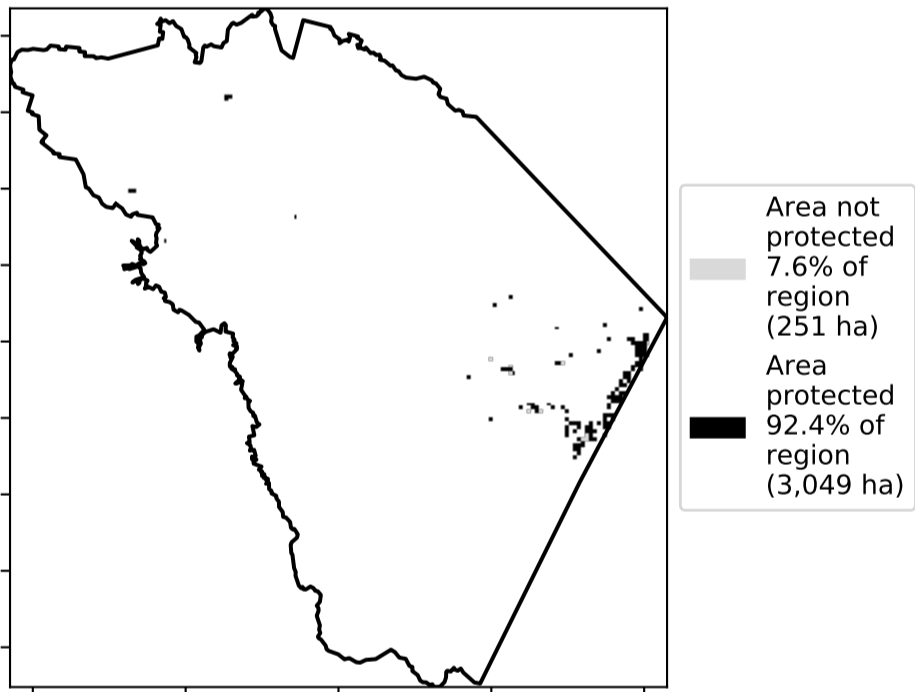 Area not
protected
7.6% of
region
(251 ha)
Area
protected
92.4% of
region
(3,049 ha)